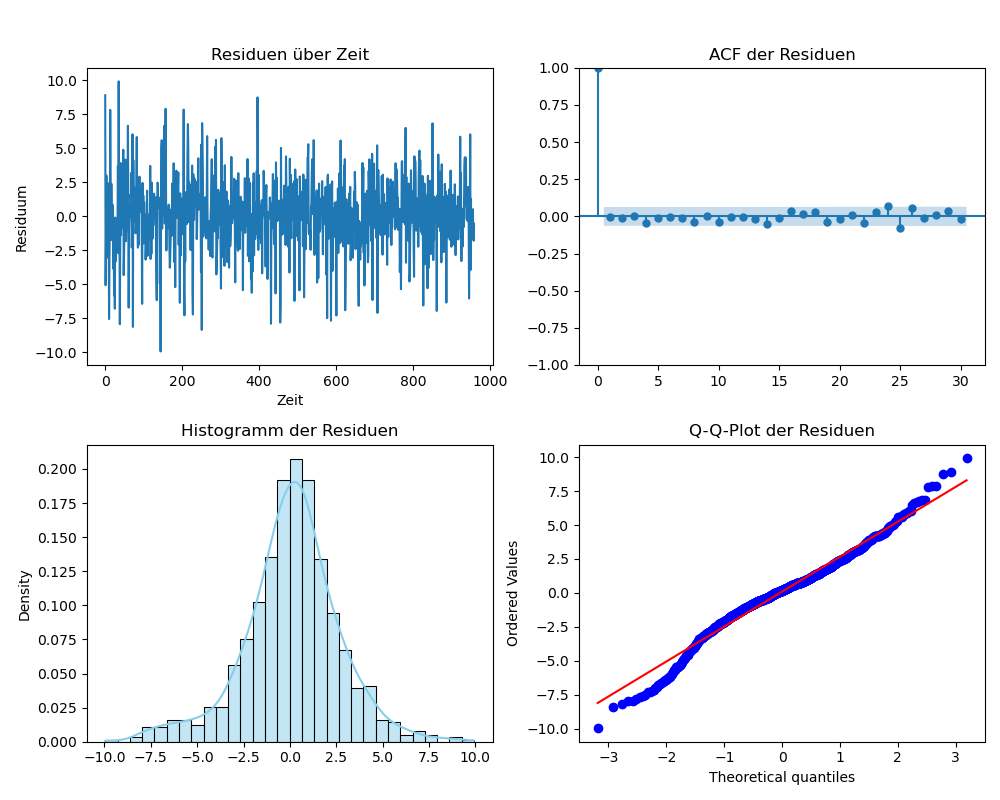 Residuen über Zeit
10.0
7.5
5.0
2.5
0.0
−2.5
−5.0
−7.5
−10.0
Residuum
0 200 400 600 800 1000
Zeit
ACF der Residuen
1.00
0.75
0.50
0.25
0.00
−0.25
−0.50
−0.75
−1.00
0 5 10 15 20 25 30
Histogramm der Residuen
0.200
0.175
0.150
0.125
0.100
0.075
0.050
0.025
0.000
Density
−10.0 −7.5 −5.0 −2.5 0.0 2.5 5.0 7.5 10.0
Q-Q-Plot der Residuen
10.0
7.5
5.0
2.5
0.0
−2.5
−5.0
−7.5
−10.0
Ordered Values
−3 −2 −1 0 1 2 3
Theoretical quantiles